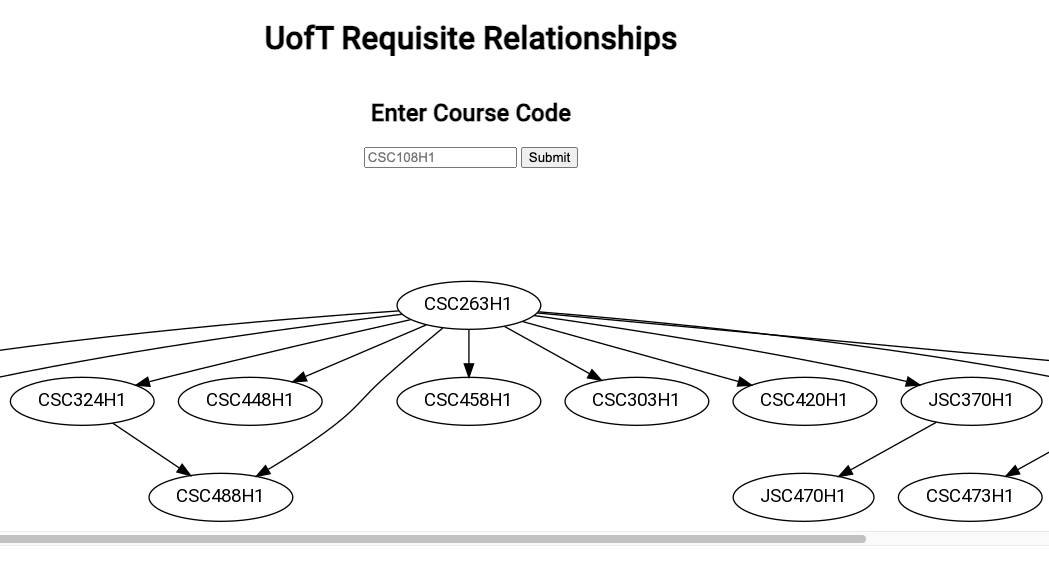 UofT Requisite Relationships
Enter Course Code
CSC108H1 Submit
CSC263H1
CSC324H1 CSC448H1 CSC458H1 CSC303H1 CSC420H1 JSC370H1
CSC488H1 JSC470H1 CSC473H1